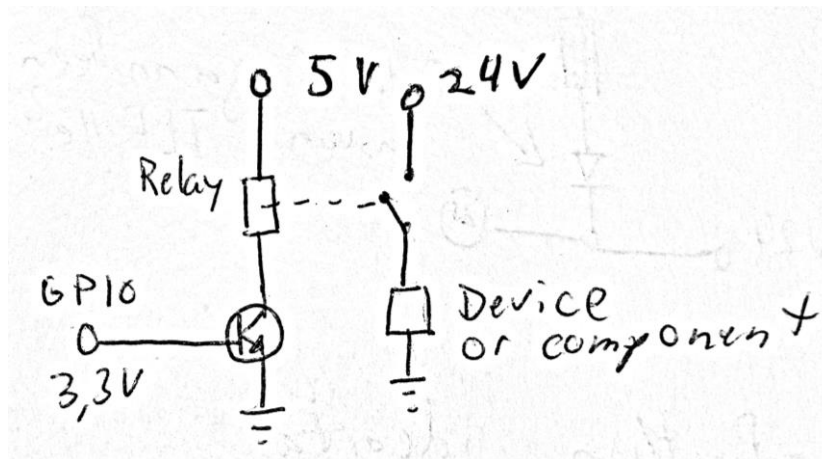 5V
24V
Relay
GPIO
3,3V
Device
or component